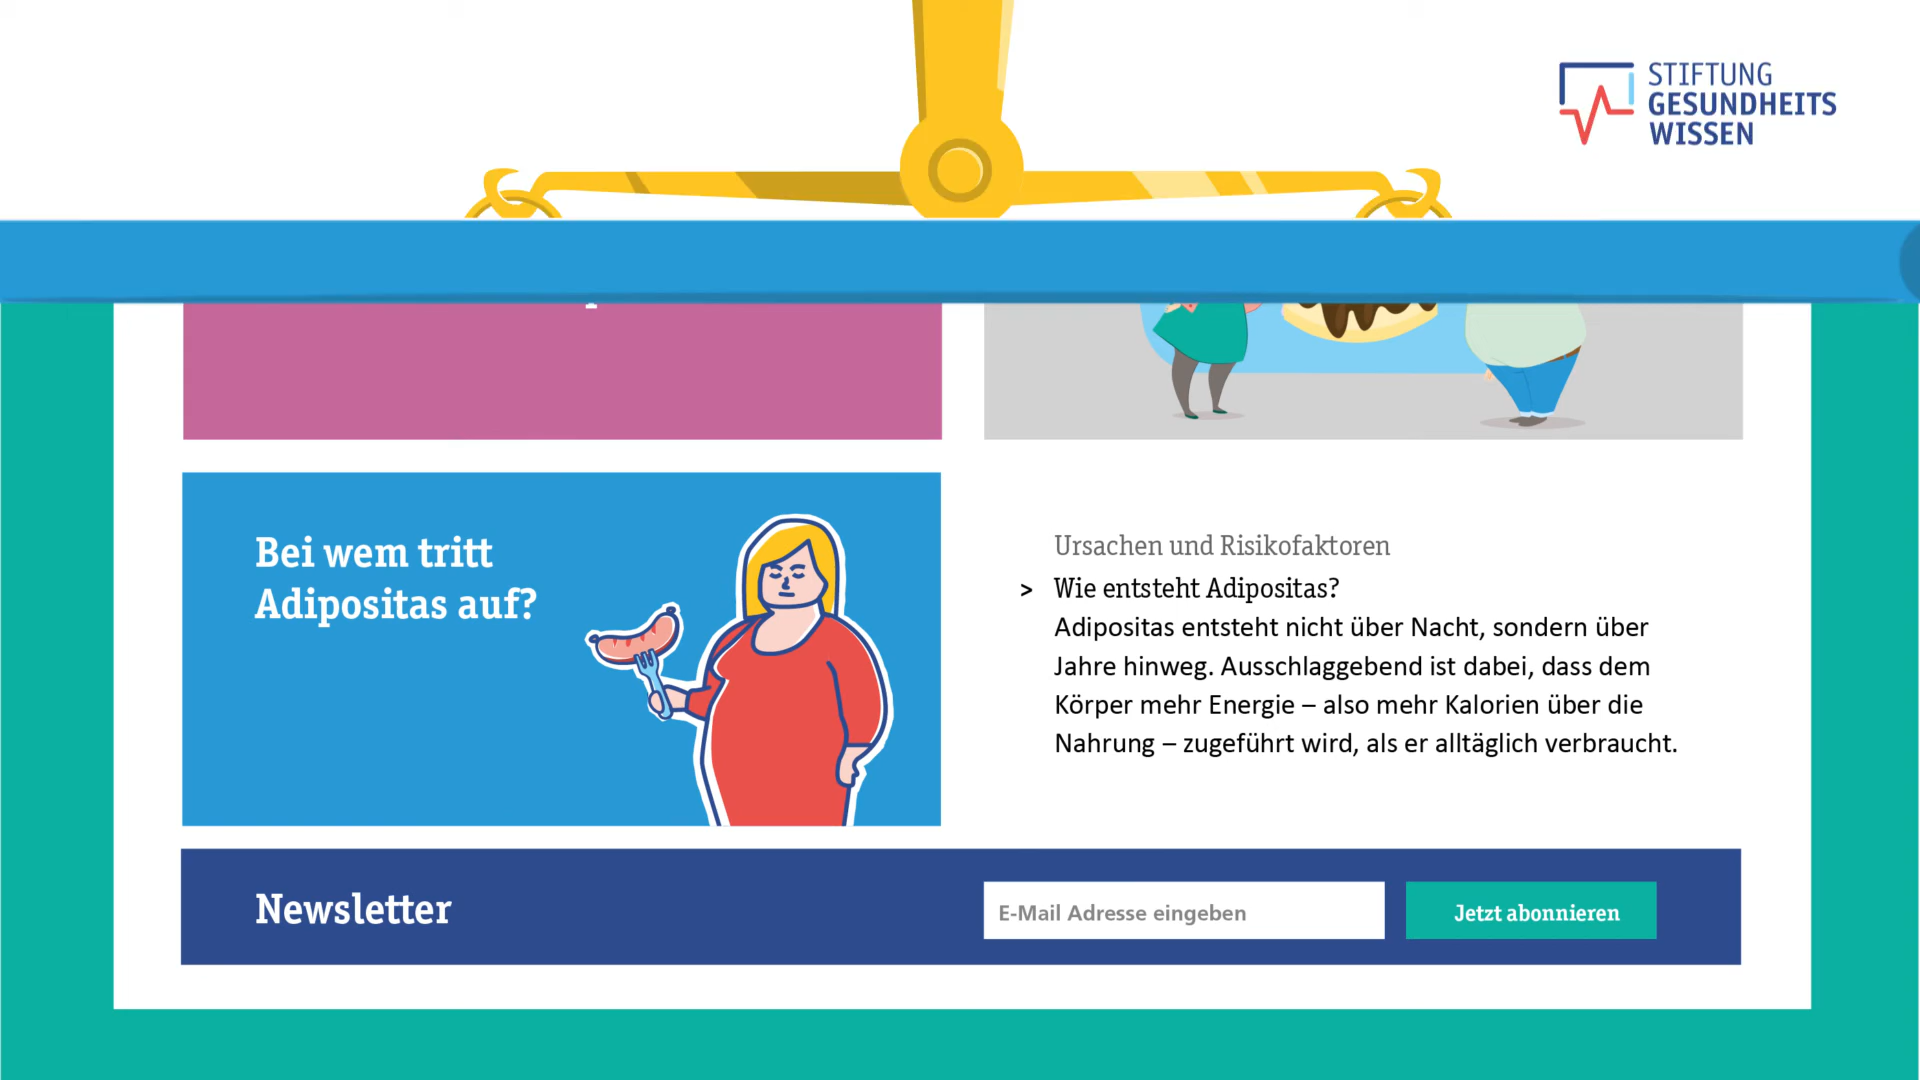 STIFTUNG
GESUNDHEITS
WISSEN
Bei wem tritt
Adipositas auf?
Ursachen und Risikofaktoren
> Wie entsteht Adipositas?
Adipositas entsteht nicht über Nacht, sondern über
Jahre hinweg. Ausschlaggebend ist dabei, dass dem
Körper mehr Energie – also mehr Kalorien über die
Nahrung – zugeführt wird, als er alltäglich verbraucht.
Newsletter
E-Mail Adresse eingeben
Jetzt abonnieren